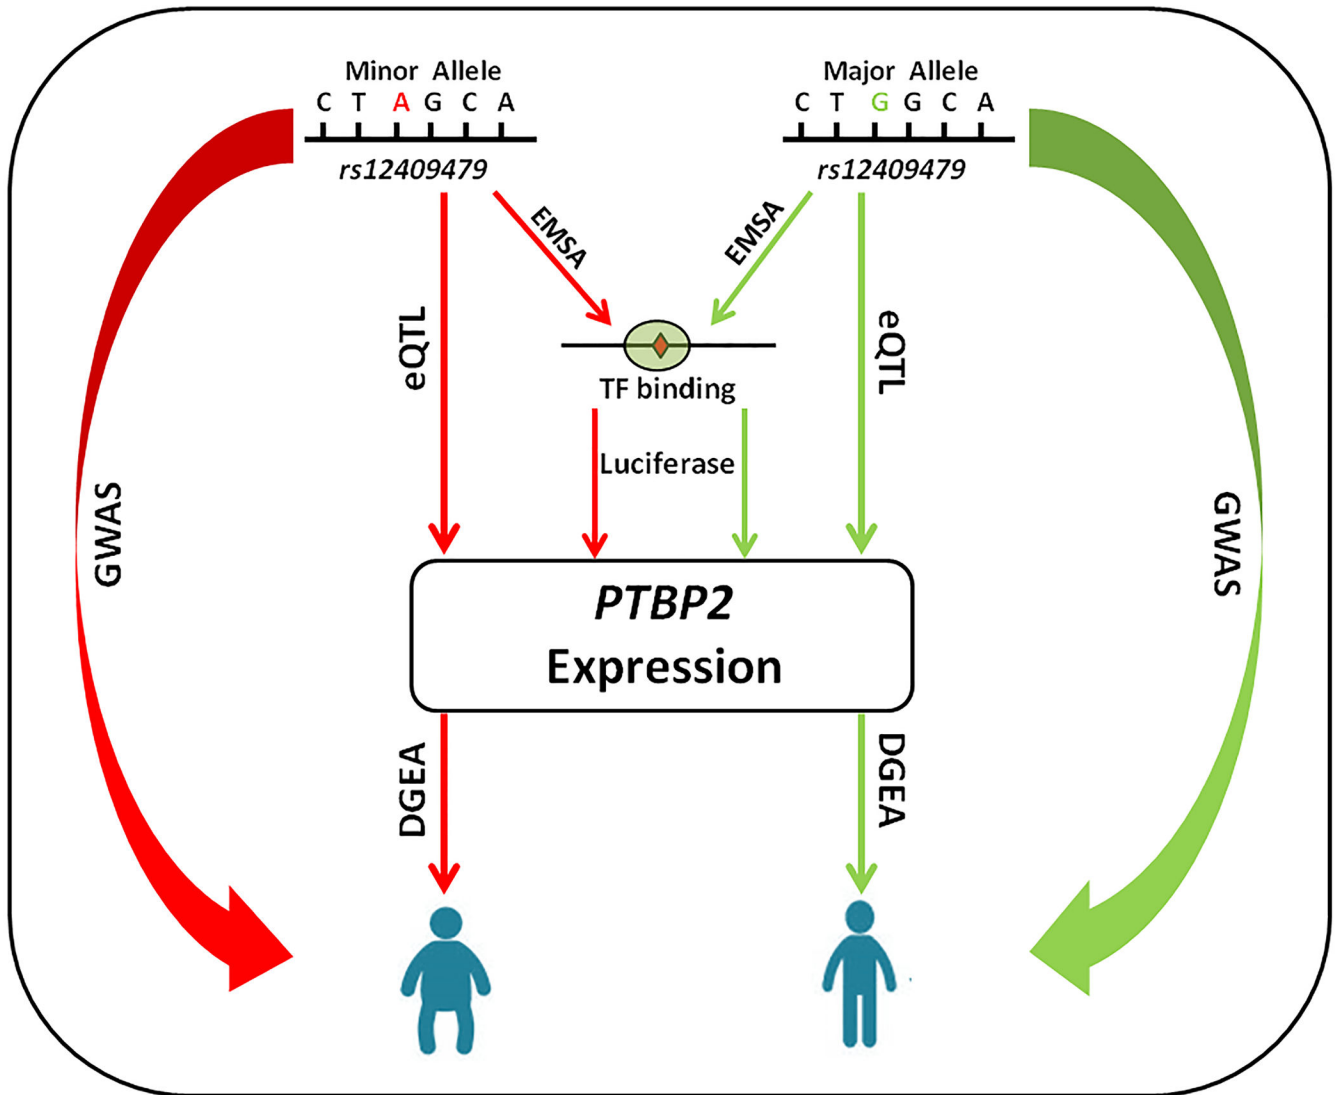 Minor Allele
C T A G C A
rs12409479
Major Allele
C T G G C A
rs12409479
EMSA
EMSA
eQTL
eQTL
TF binding
Luciferase
GWAS
GWAS
PTBP2
Expression
DGEA
DGEA